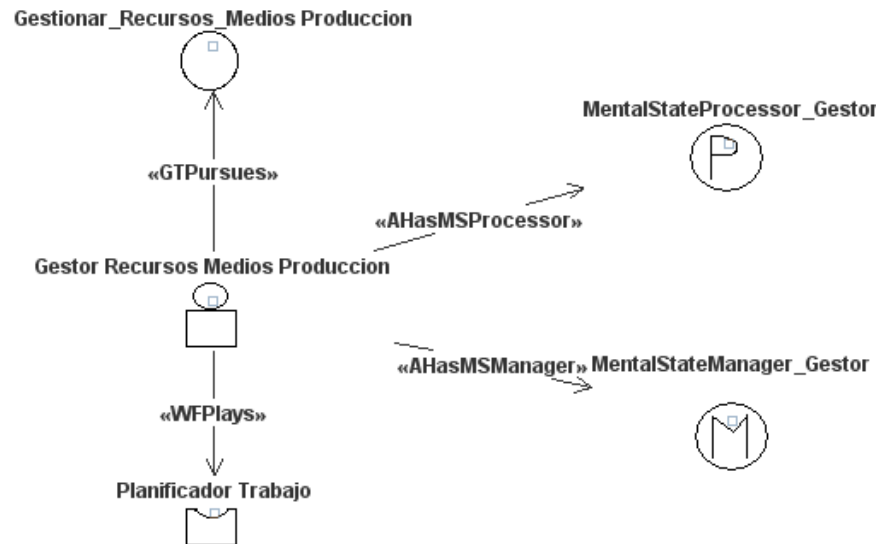 Gestionar_Recursos_Medios Produccion
MentalStateProcessor_Gestor
P
«GTPursues»
«AHasMSProcessor»
Gestor Recursos Medios Produccion
«AHasMSManager» MentalStateManager_Gestor
M
«WFPlays»
Planificador Trabajo